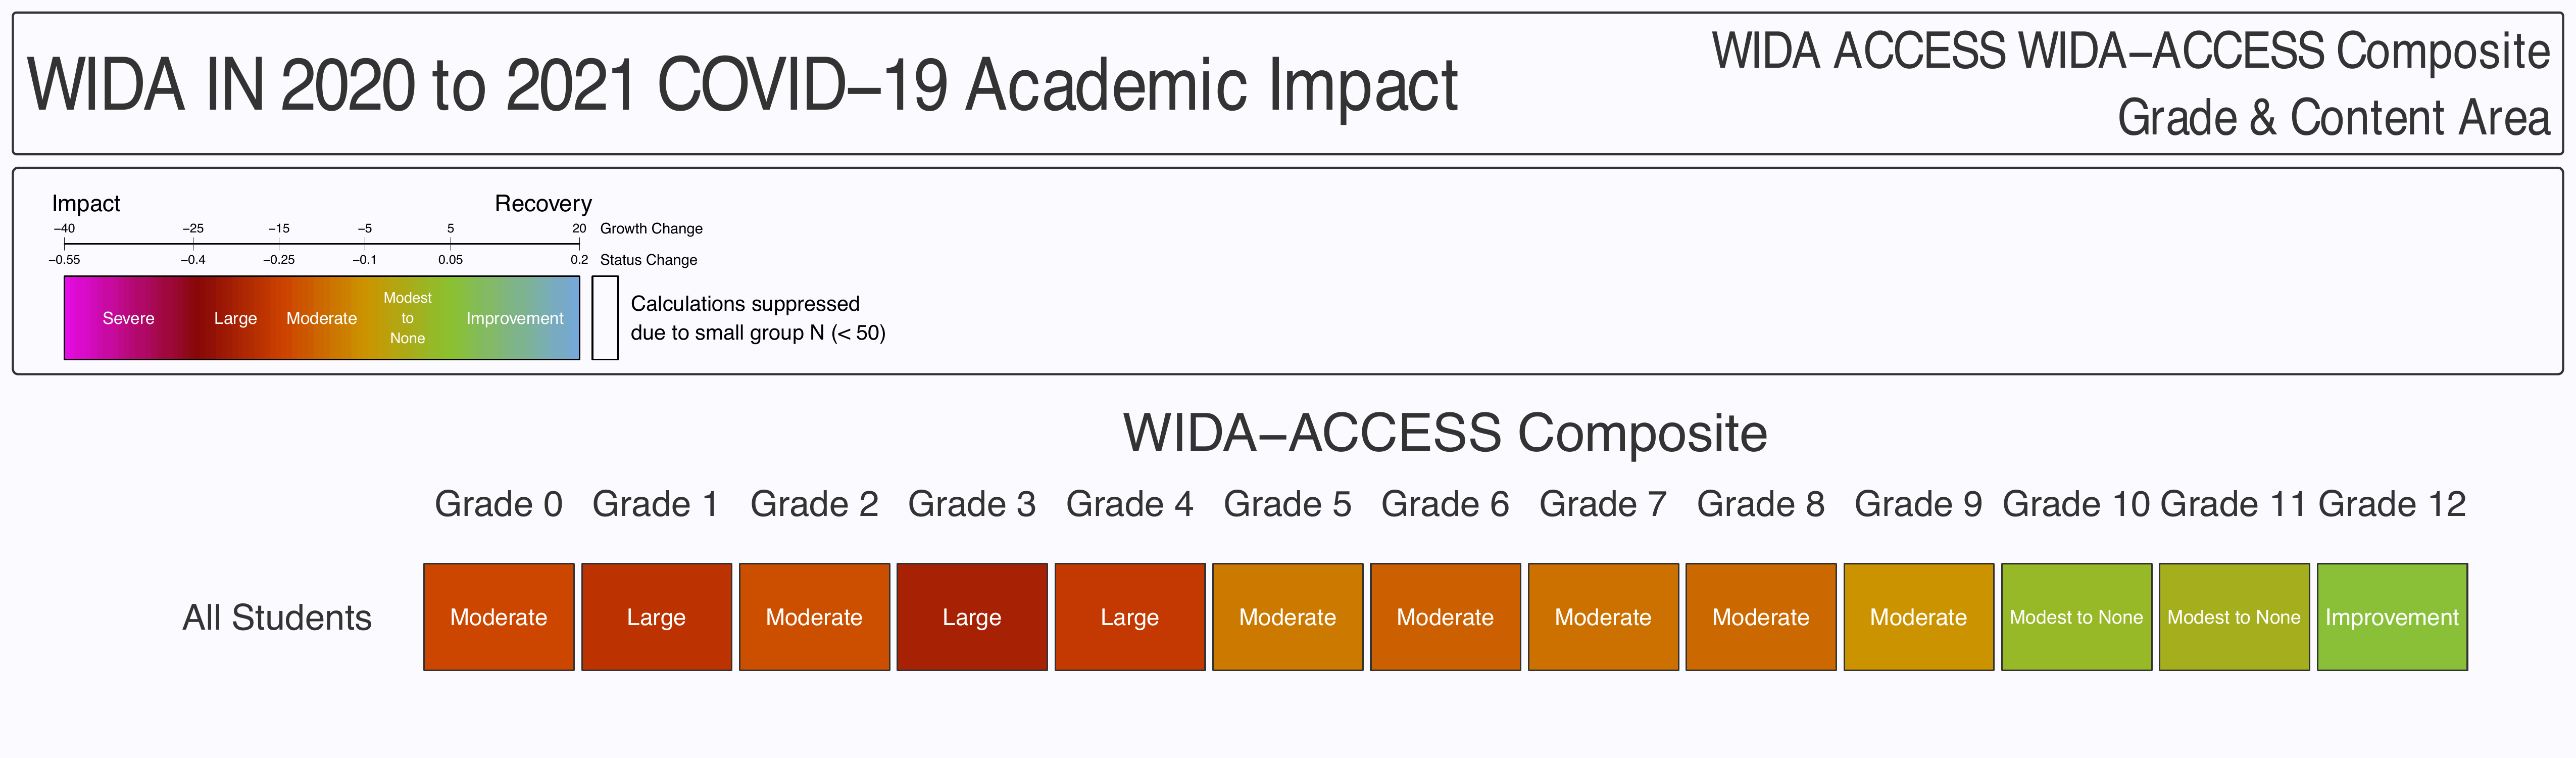 WIDA IN 2020 to 2021 COVID−19 Academic Impact
WIDA ACCESS WIDA−ACCESS Composite
Grade & Content Area
Impact Recovery
−40 −25 −15 −5 5 20 Growth Change
−0.55 −0.4 −0.25 −0.1 0.05 0.2 Status Change
Severe Large Moderate Modest to None Improvement
Calculations suppressed
due to small group N (< 50)
WIDA−ACCESS Composite
Grade 0 Grade 1 Grade 2 Grade 3 Grade 4 Grade 5 Grade 6 Grade 7 Grade 8 Grade 9 Grade 10 Grade 11 Grade 12
All Students Moderate Large Moderate Large Large Moderate Moderate Moderate Moderate Moderate Modest to None Modest to None Improvement